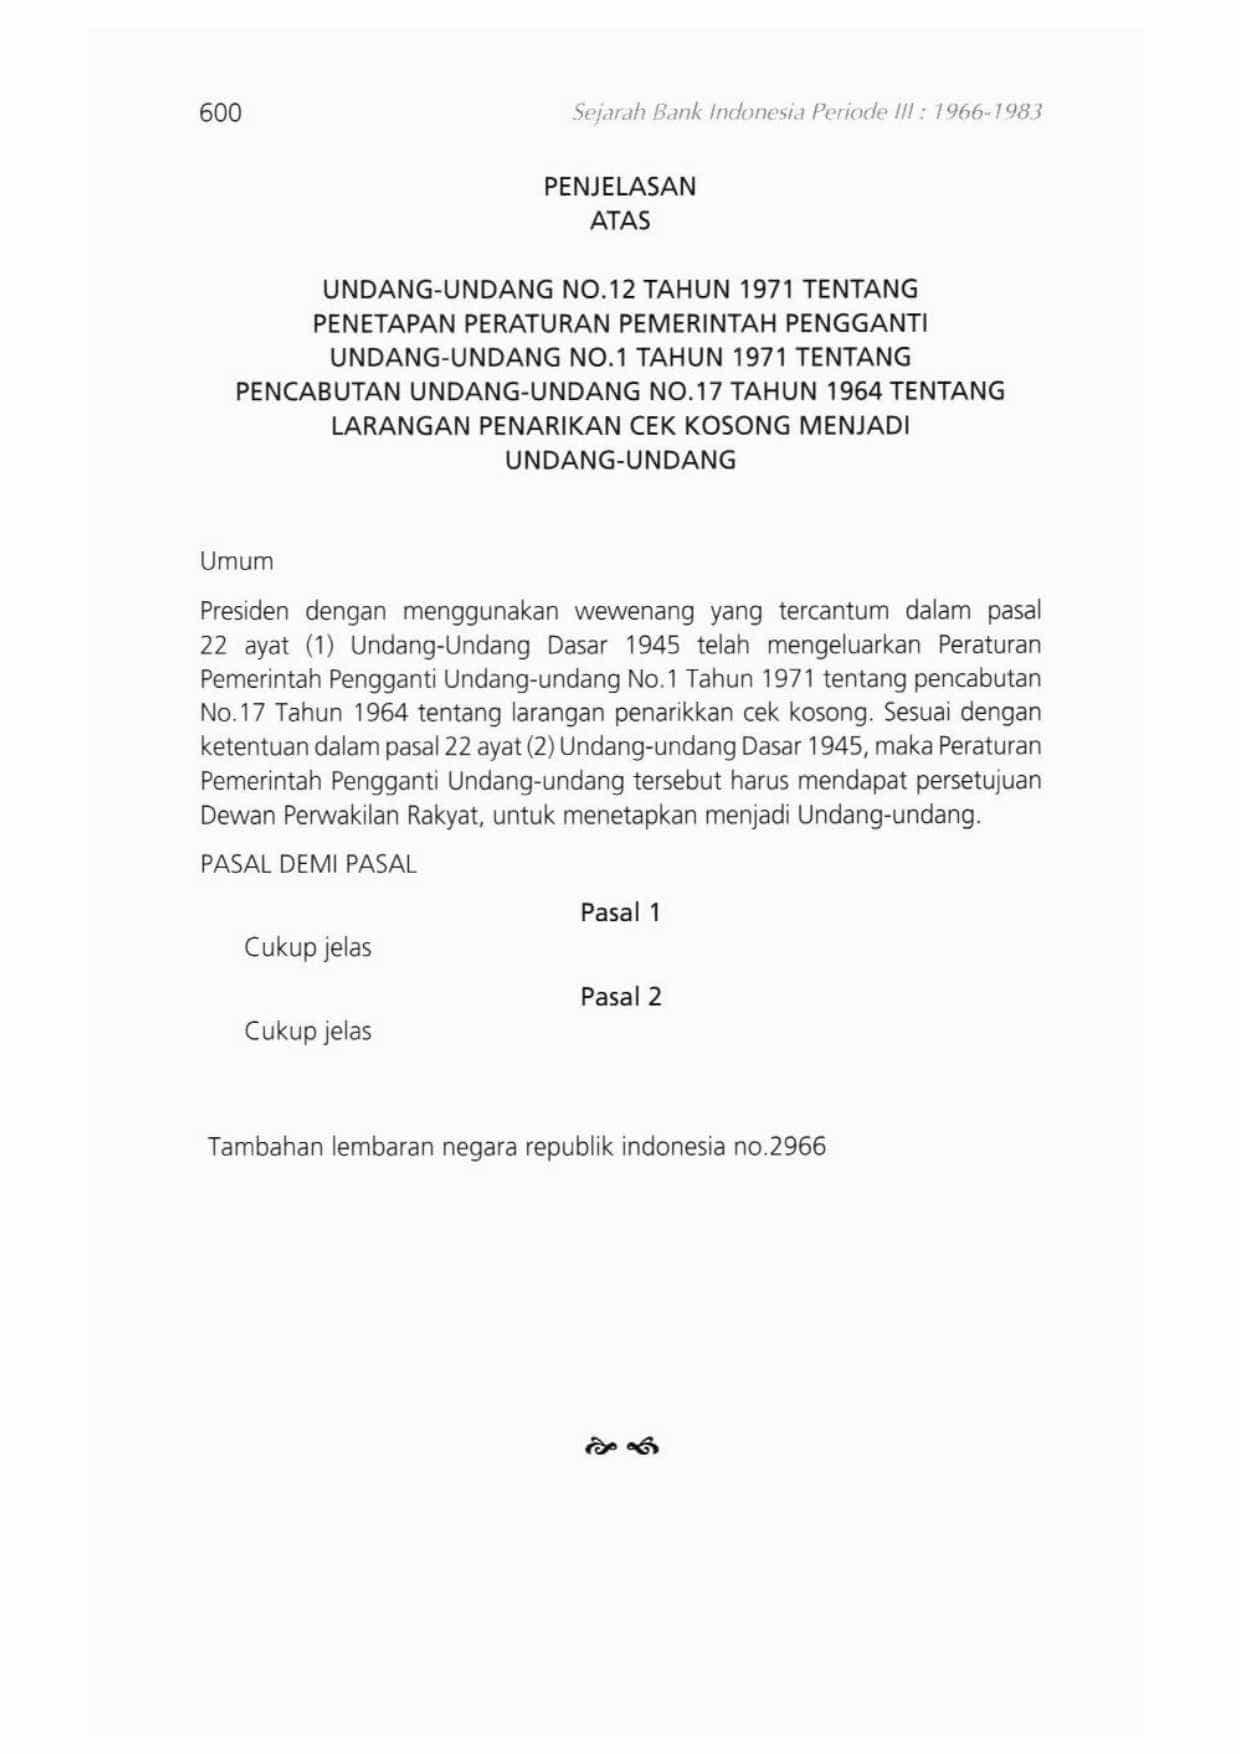 600
Sejarah Bank Indonesia Periode III : 1966-1983
PENJELASAN
ATAS
UNDANG-UNDANG NO.12 TAHUN 1971 TENTANG
PENETAPAN PERATURAN PEMERINTAH PENGGANTI
UNDANG-UNDANG NO.1 TAHUN 1971 TENTANG
PENCABUTAN UNDANG-UNDANG NO.17 TAHUN 1964 TENTANG
LARANGAN PENARIKAN CEK KOSONG MENJADI
UNDANG-UNDANG
Umum
Presiden dengan menggunakan wewenang yang tercantum dalam pasal
22 ayat (1) Undang-Undang Dasar 1945 telah mengeluarkan Peraturan
Pemerintah Pengganti Undang-undang No.1 Tahun 1971 tentang pencabutan
No.17 Tahun 1964 tentang larangan penarikkan cek kosong. Sesuai dengan
ketentuan dalam pasal 22 ayat (2) Undang-undang Dasar 1945, maka Peraturan
Pemerintah Pengganti Undang-undang tersebut harus mendapat persetujuan
Dewan Perwakilan Rakyat, untuk menetapkan menjadi Undang-undang.
PASAL DEMI PASAL
Pasal 1
Cukup jelas
Pasal 2
Cukup jelas
Tambahan lembaran negara republik indonesia no.2966